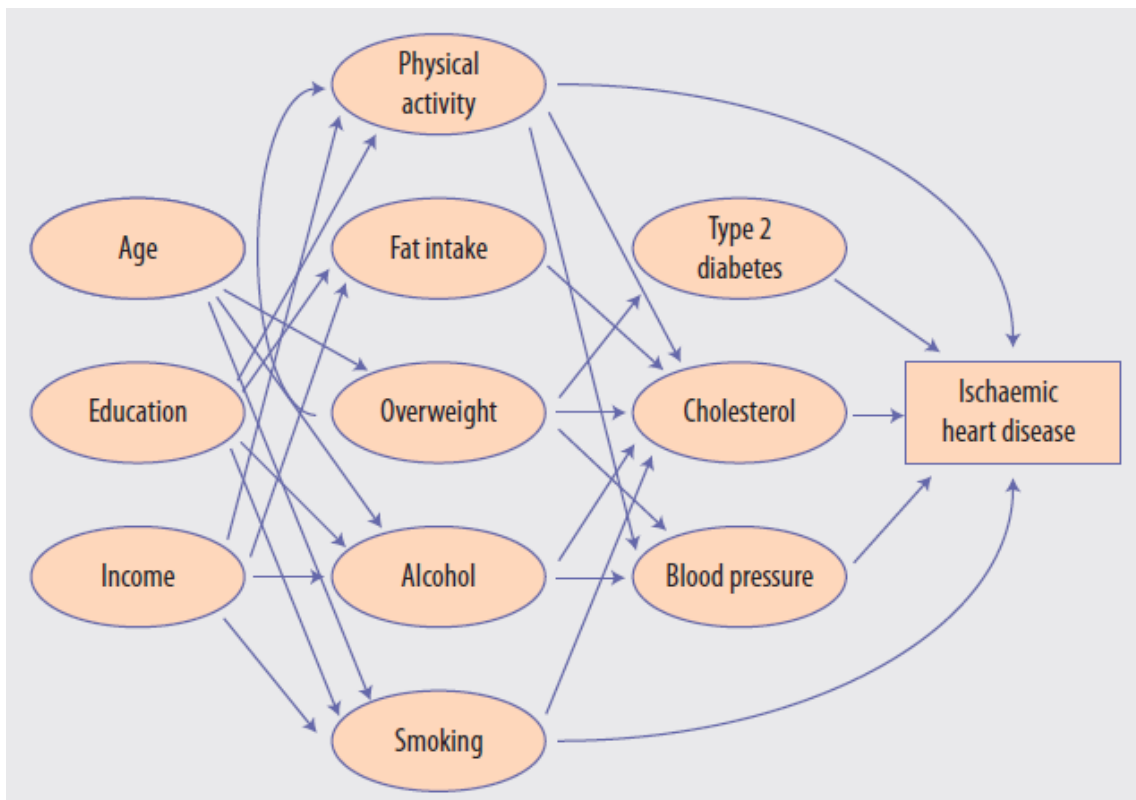 Physical
activity
Age
Fat intake
Type 2
diabetes
Education
Overweight
Cholesterol
Ischaemic
heart disease
Income
Alcohol
Blood pressure
Smoking